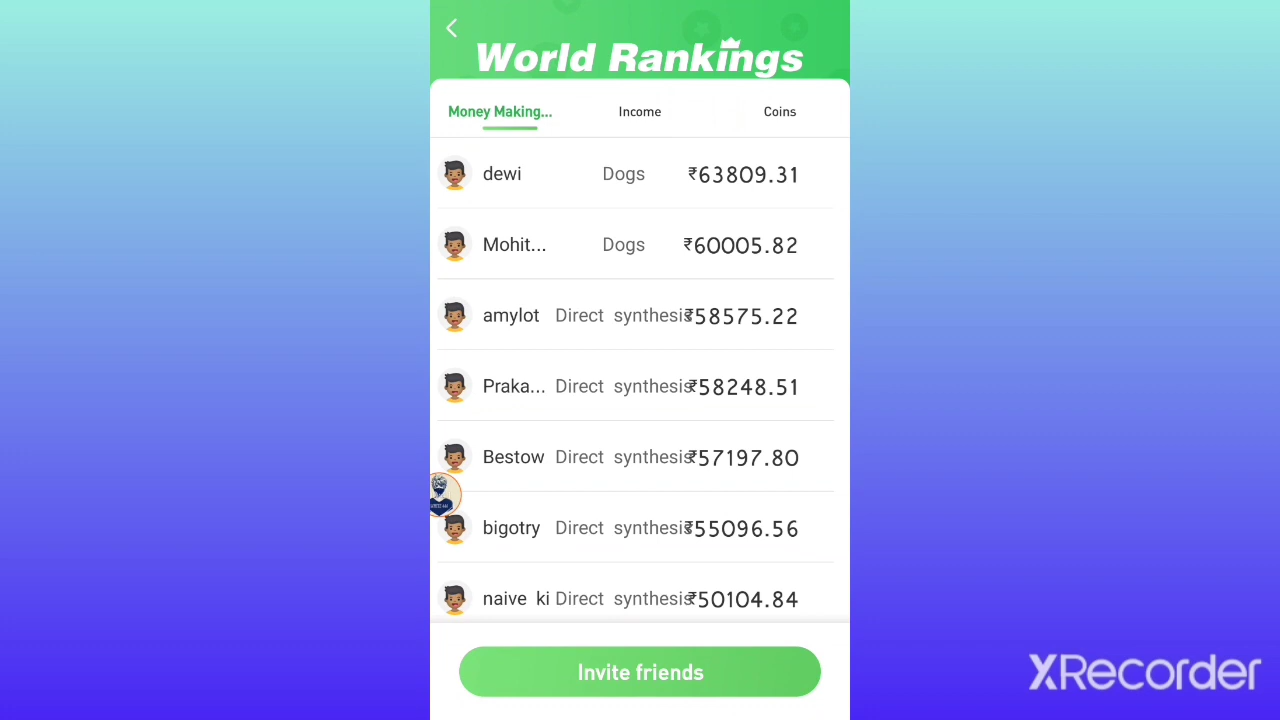 World Rankings
Money Making... Income Coins
dewi Dogs ₹63809.31
Mohit... Dogs ₹60005.82
amylot Direct synthesis ₹58575.22
Praka... Direct synthesis ₹58248.51
Bestow Direct synthesis ₹57197.80
bigotry Direct synthesis ₹55096.56
naive ki Direct synthesis ₹50104.84
Invite friends
XRecorder